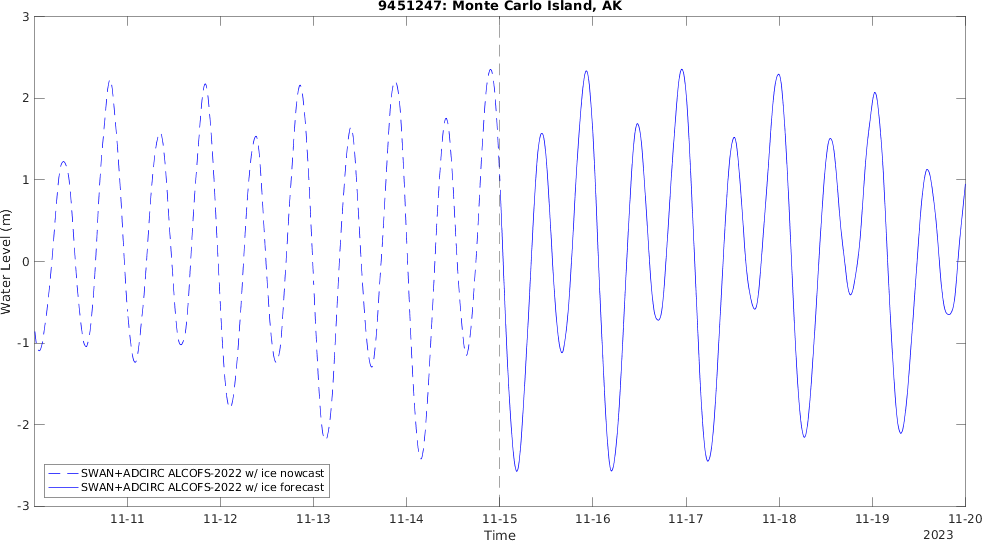 9451247: Monte Carlo Island, AK
3
2
1
0
-1
-2
-3
Water Level (m)
SWAN+ADCIRC ALCOFS-2022 w/ ice nowcast
SWAN+ADCIRC ALCOFS-2022 w/ ice forecast
11-11 11-12 11-13 11-14 11-15 11-16 11-17 11-18 11-19 11-20
Time 2023